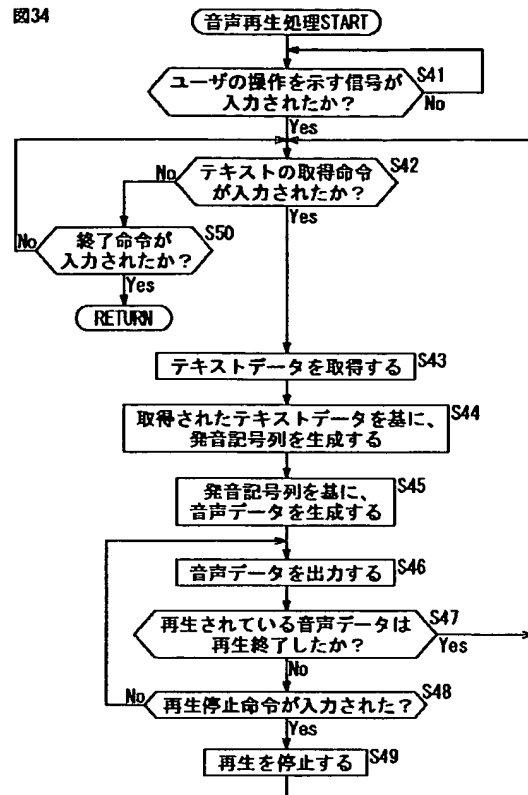 図34
音声再生処理START
ユーザの操作を示す信号が
入力されたか？
S41
No
Yes
テキストの取得命令
が入力されたか？
S42
No
Yes
終了命令が
入力されたか？
S50
No
Yes
RETURN
テキストデータを取得する
S43
取得されたテキストデータを基に、
発音記号列を生成する
S44
発音記号列を基に、
音声データを生成する
S45
音声データを出力する
S46
再生されている音声データは
再生終了したか？
S47
Yes
No
再生停止命令が入力された？
S48
No
Yes
再生を停止する
S49